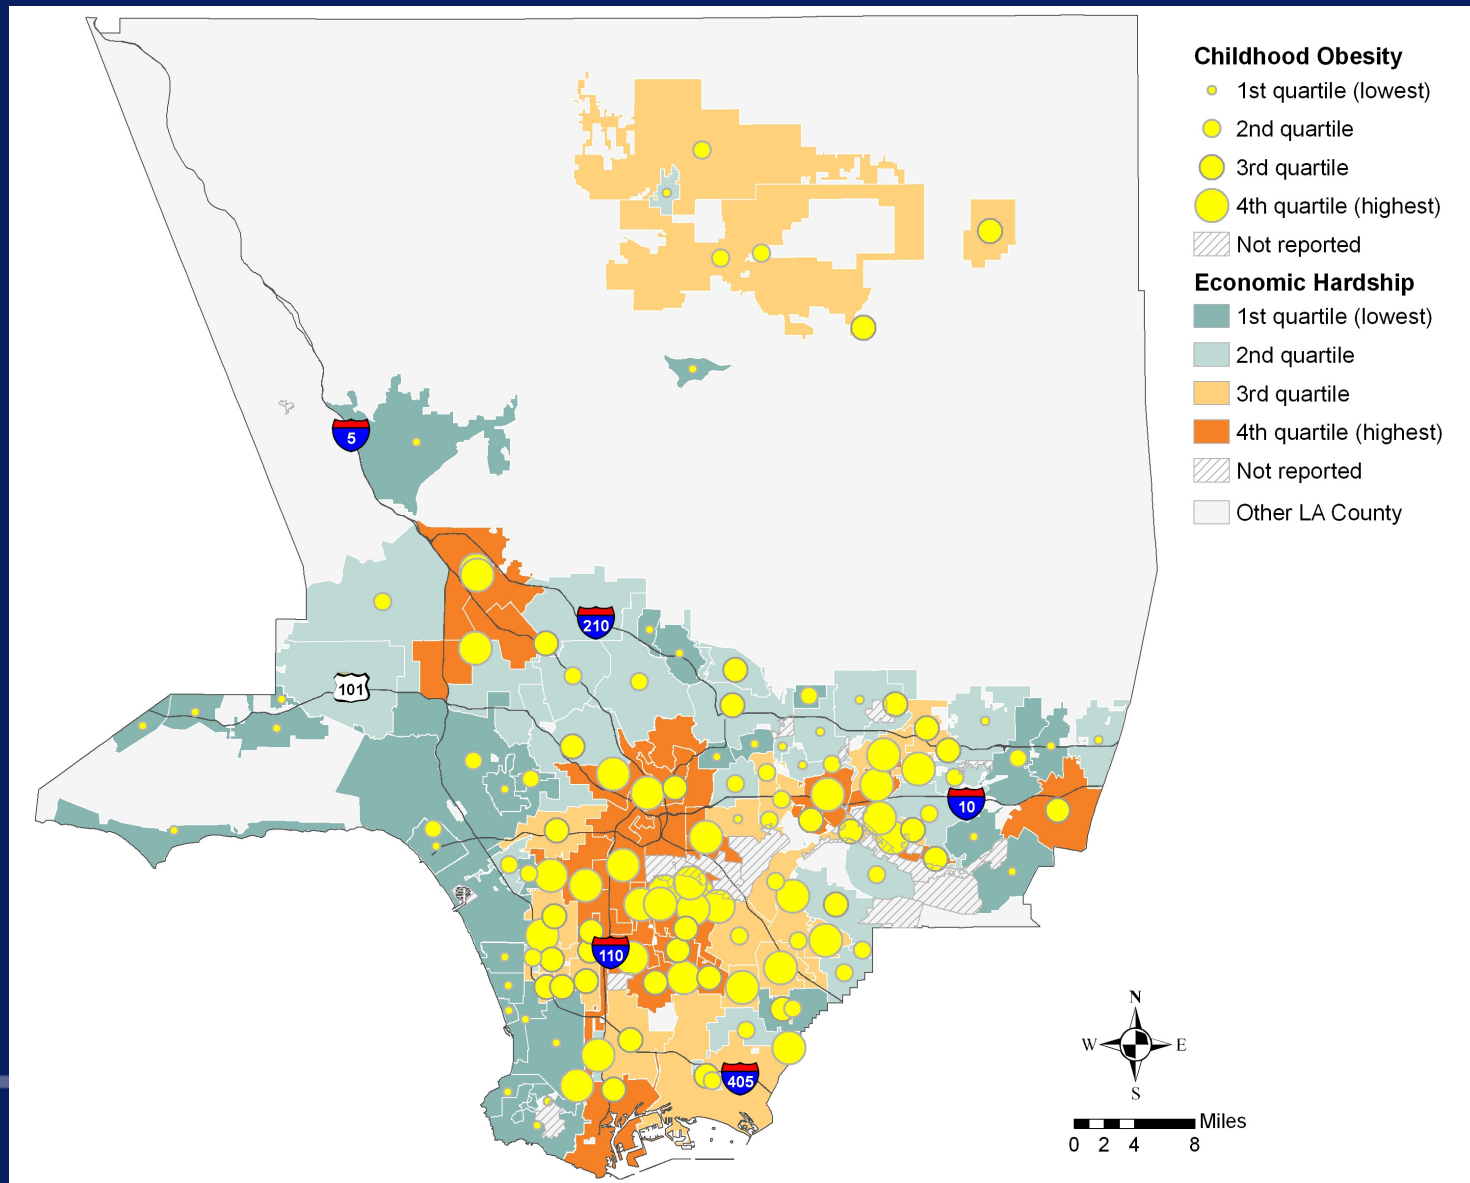 Childhood Obesity
1st quartile (lowest)
2nd quartile
3rd quartile
4th quartile (highest)
Not reported
Economic Hardship
1st quartile (lowest)
2nd quartile
3rd quartile
4th quartile (highest)
Not reported
Other LA County
5
210
101
10
110
405
N
W E
S
Miles
0 2 4 8